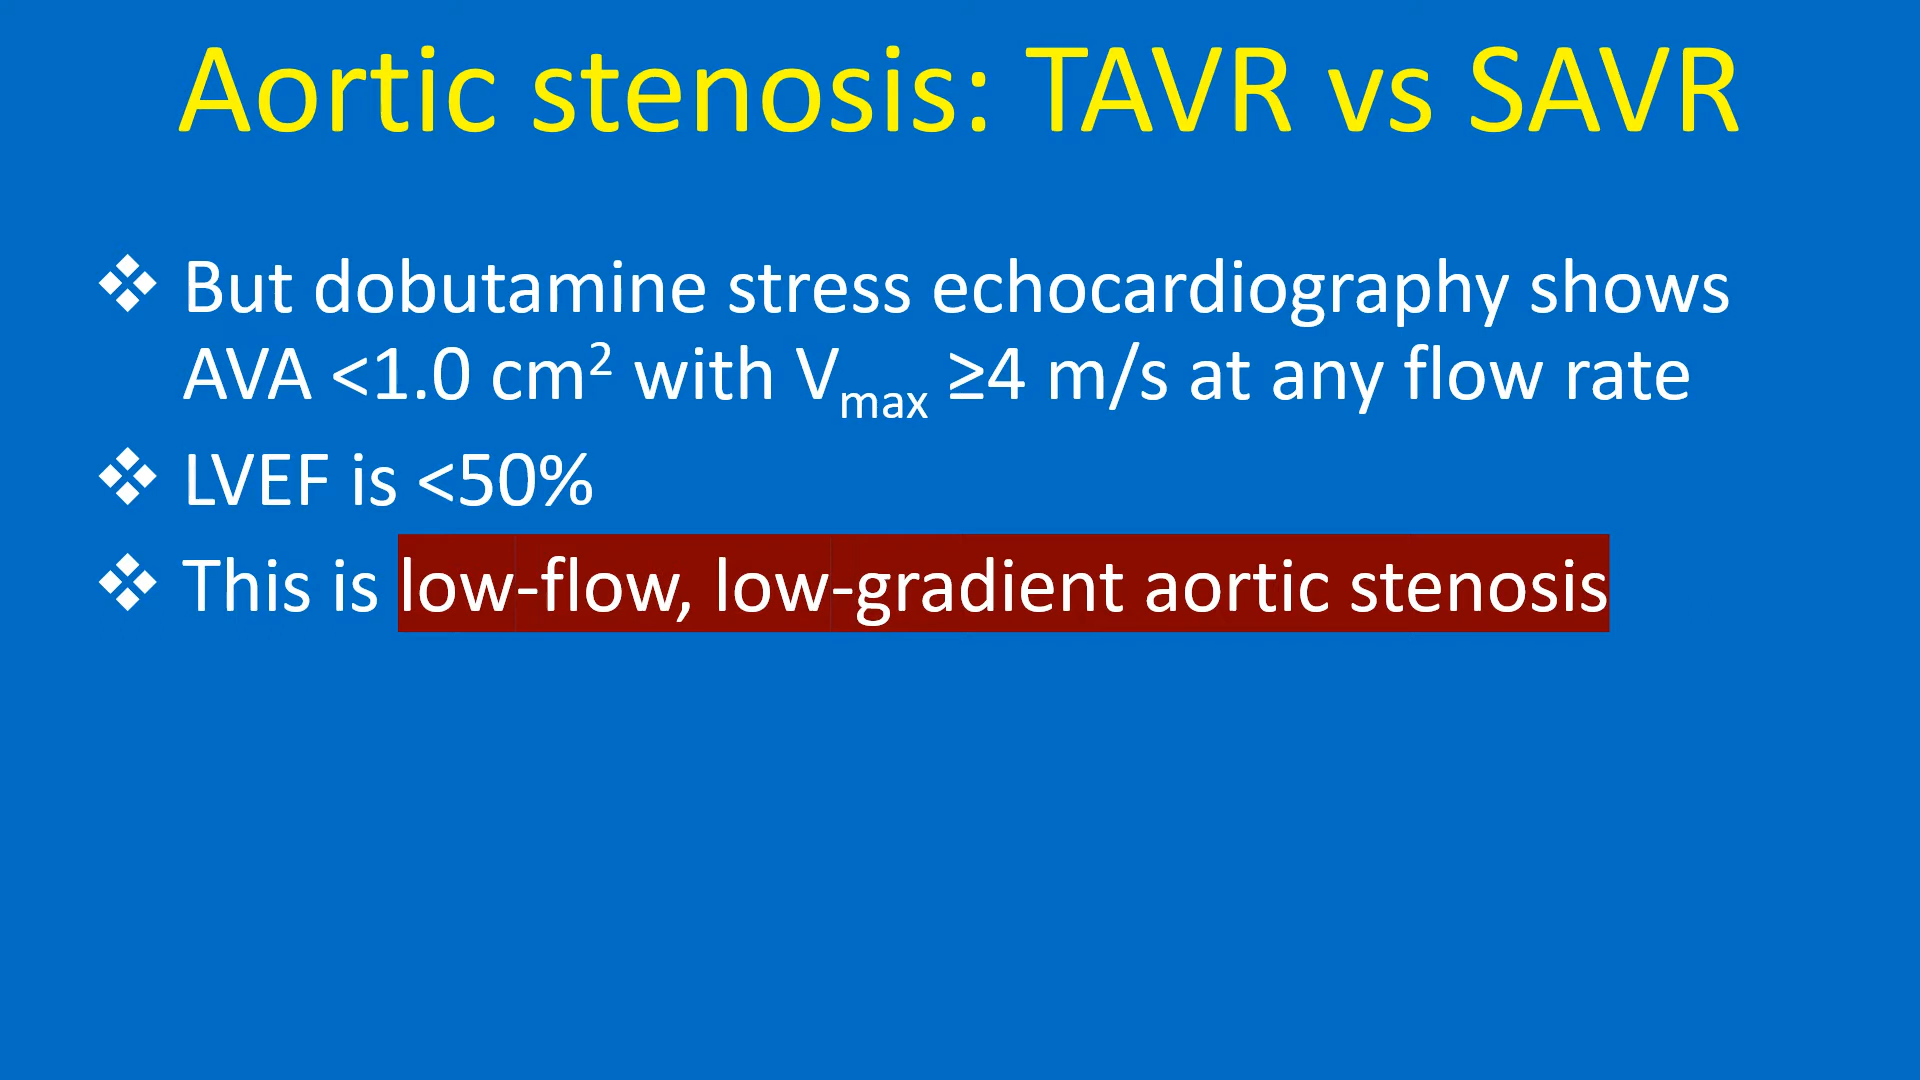 Aortic stenosis: TAVR vs SAVR
❖ But dobutamine stress echocardiography shows
AVA <1.0 cm² with Vmax ≥4 m/s at any flow rate
❖ LVEF is <50%
❖ This is low-flow, low-gradient aortic stenosis